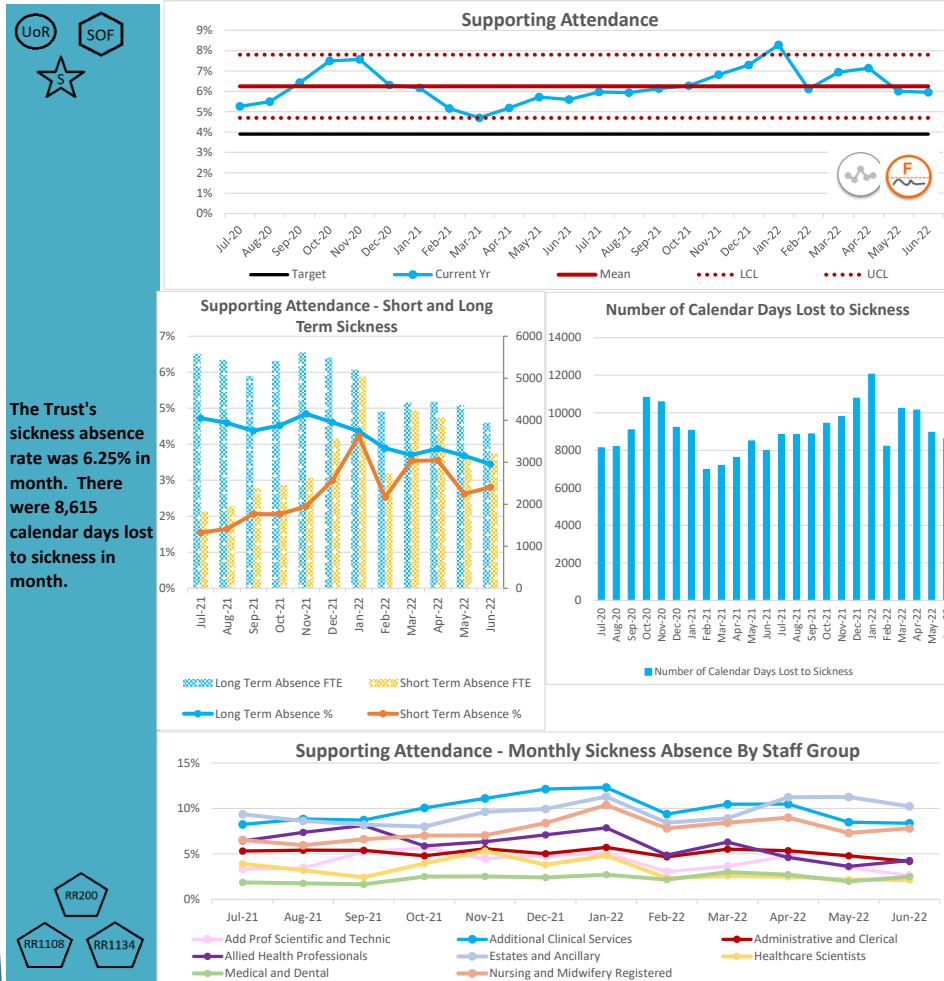 UoR
SOF
S
The Trust's
sickness absence
rate was 6.25% in
month. There
were 8,615
calendar days lost
to sickness in
month.
RR200
RR1108
RR1134
Supporting Attendance
9%
8%
7%
6%
5%
4%
3%
2%
1%
0%
F
Jul-20
Aug-20
Sep-20
Oct-20
Nov-20
Dec-20
Jan-21
Feb-21
Mar-21
Apr-21
May-21
Jun-21
Jul-21
Aug-21
Sep-21
Oct-21
Nov-21
Dec-21
Jan-22
Feb-22
Mar-22
Apr-22
May-22
Jun-22
Target
Current Yr
Mean
LCL
UCL
Supporting Attendance - Short and Long
Term Sickness
7%
6%
5%
4%
3%
2%
1%
0%
6000
5000
4000
3000
2000
1000
0
Jul-21
Aug-21
Sep-21
Oct-21
Nov-21
Dec-21
Jan-22
Feb-22
Mar-22
Apr-22
May-22
Jun-22
Long Term Absence FTE
Short Term Absence FTE
Long Term Absence %
Short Term Absence %
Number of Calendar Days Lost to Sickness
14000
12000
10000
8000
6000
4000
2000
0
Jul-20
Aug-20
Sep-20
Oct-20
Nov-20
Dec-20
Jan-21
Feb-21
Mar-21
Apr-21
May-21
Jun-21
Jul-21
Aug-21
Sep-21
Oct-21
Nov-21
Dec-21
Jan-22
Feb-22
Mar-22
Apr-22
May-22
Number of Calendar Days Lost to Sickness
Supporting Attendance - Monthly Sickness Absence By Staff Group
15%
10%
5%
0%
Jul-21
Aug-21
Sep-21
Oct-21
Nov-21
Dec-21
Jan-22
Feb-22
Mar-22
Apr-22
May-22
Jun-22
Add Prof Scientific and Technic
Additional Clinical Services
Administrative and Clerical
Allied Health Professionals
Estates and Ancillary
Healthcare Scientists
Medical and Dental
Nursing and Midwifery Registered